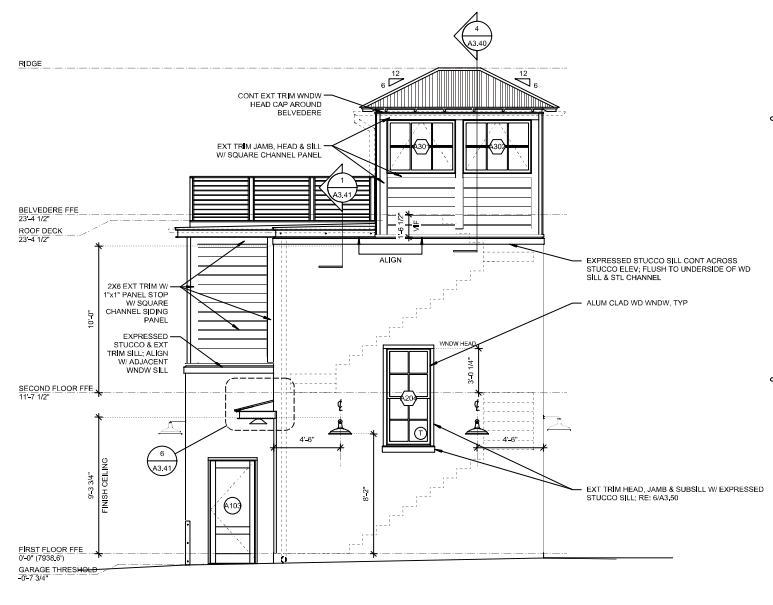 4
A3.40
RIDGE
12
6
12
6
CONT EXT TRIM WNDW
HEAD CAP AROUND
BELVEDERE
EXT TRIM JAMB, HEAD & SILL
W/ SQUARE CHANNEL PANEL
A301
A302
1
A3.41
BELVEDERE FFE
23'-4 1/2"
ROOF DECK
23'-4 1/2"
1'-6 1/2"
VIF
ALIGN
EXPRESSED STUCCO SILL CONT ACROSS
STUCCO ELEV; FLUSH TO UNDERSIDE OF WD
SILL & STL CHANNEL
2X6 EXT TRIM W/
1"x1" PANEL STOP
W/ SQUARE
CHANNEL SIDING
PANEL
10'-0"
ALUM CLAD WD WNDW, TYP
EXPRESSED
STUCCO & EXT
TRIM SILL; ALIGN
W/ ADJACENT
WNDW SILL
WNDW HEAD
3'-0 1/4"
SECOND FLOOR FFE
11'-7 1/2"
A204
T
4'-6"
4'-6"
6
A3.41
9'-3 3/4"
FINISH CEILING
8'-2"
A103
EXT TRIM HEAD, JAMB & SUBSILL W/ EXPRESSED
STUCCO SILL; RE: 6/A3.50
FIRST FLOOR FFE
0'-0" (7938.6')
GARAGE THRESHOLD
-0'-7 3/4"